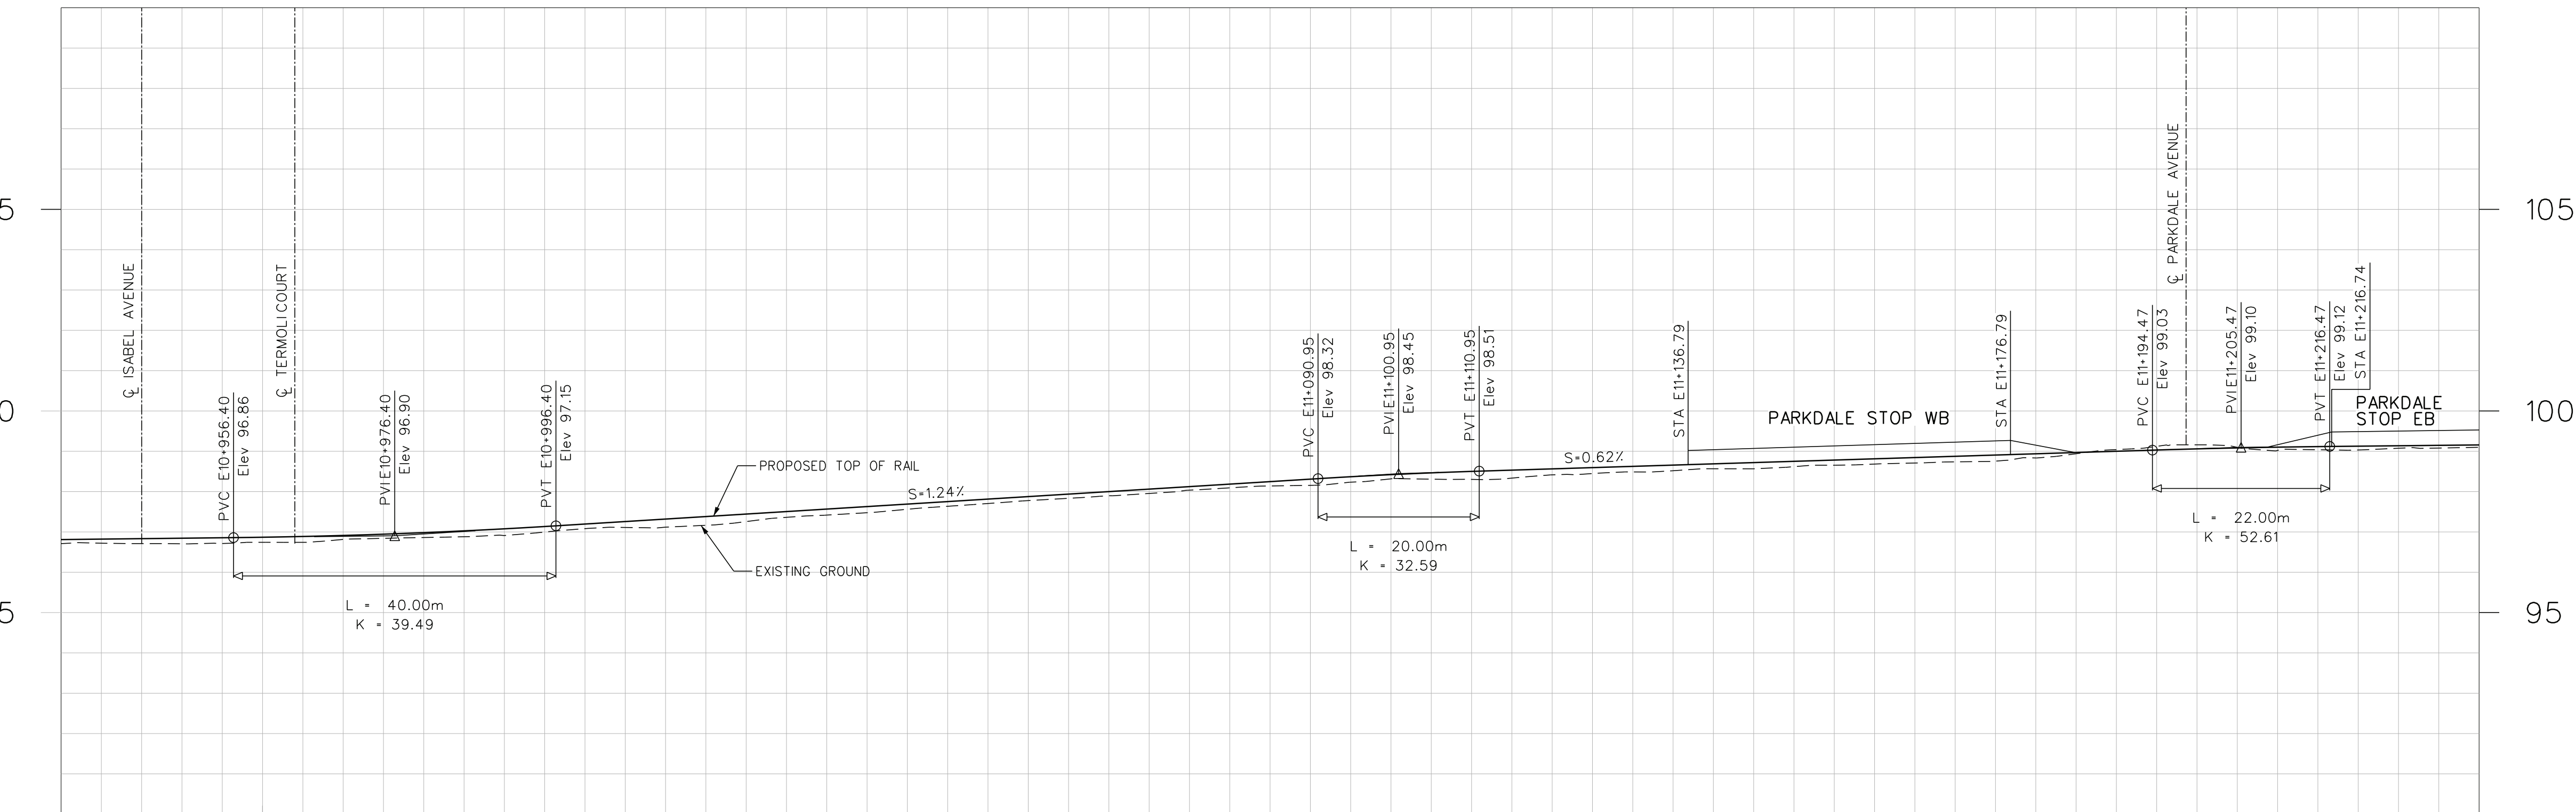 ℄ ISABEL AVENUE
℄ TERMOLI COURT
℄ PARKDALE AVENUE
5
105
0
100
5
95
PVC E10+956.40
Elev 96.86
PVI E10+976.40
Elev 96.90
PVT E10+996.40
Elev 97.15
PVC E11+090.95
Elev 98.32
PVI E11+100.95
Elev 98.45
PVT E11+110.95
Elev 98.51
STA E11+136.79
PARKDALE STOP WB
STA E11+176.79
PVC E11+194.47
Elev 99.03
PVI E11+205.47
Elev 99.10
PVT E11+216.47
Elev 99.12
STA E11+216.74
PARKDALE
STOP EB
PROPOSED TOP OF RAIL
S=1.24%
S=0.62%
EXISTING GROUND
L = 40.00m
K = 39.49
L = 20.00m
K = 32.59
L = 22.00m
K = 52.61